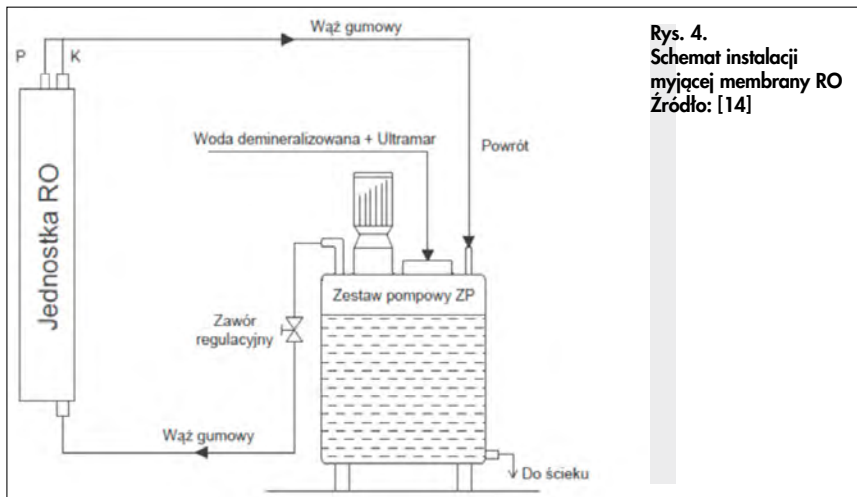 Wąż gumowy
P K
Woda demineralizowana + Ultramar
Powrót
Jednostka RO
Zestaw pompowy ZP
Zawór
regulacyjny
Wąż gumowy
Do ścieku
Rys. 4.
Schemat instalacji
myjącej membrany RO
Źródło: [14]